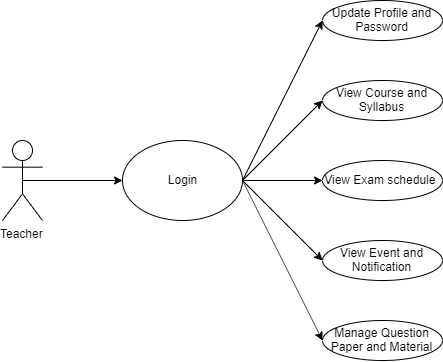 Update Profile and
Password
View Course and
Syllabus
Login
View Exam schedule
Teacher
View Event and
Notification
Manage Question
Paper and Material